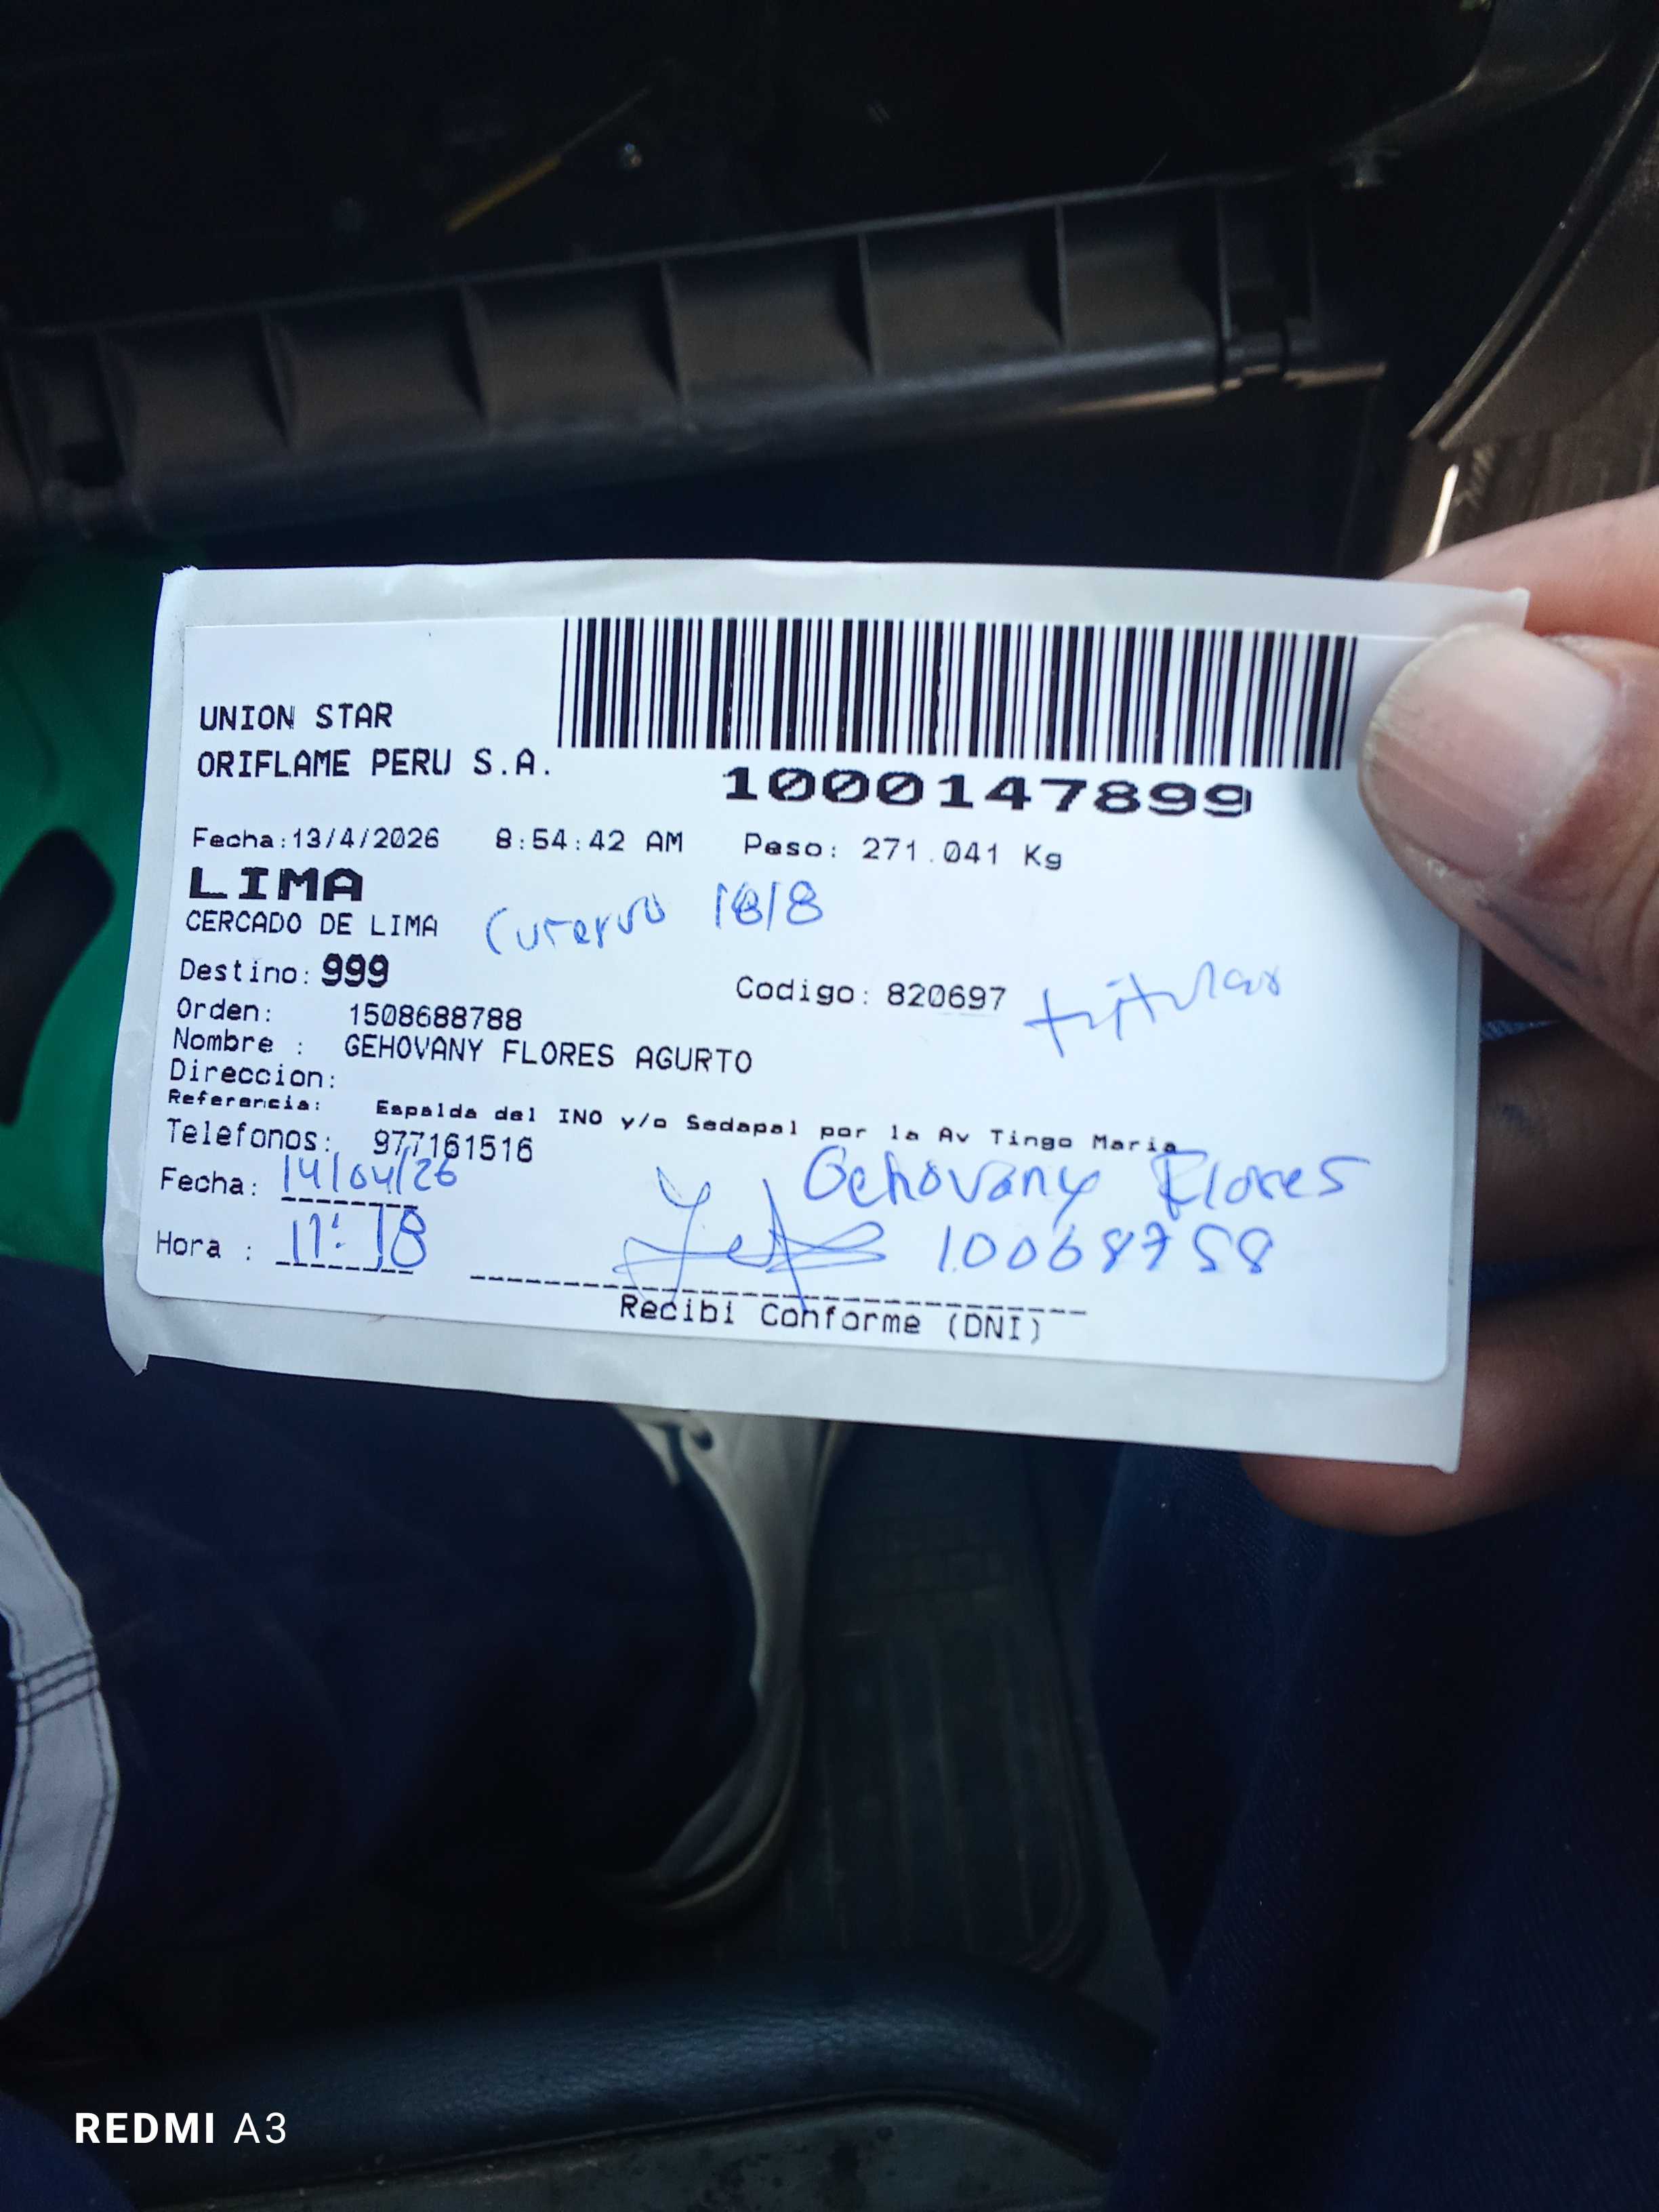 UNION STAR
ORIFLAME PERU S.A.
1000147899
Fecha:13/4/2026 8:54:42 AM Peso: 271.041 Kg
LIMA
CERCADO DE LIMA Cutervo 18/8
Destino: 999 Codigo: 820697 titular
Orden: 1508688788
Nombre : GEHOVANY FLORES AGURTO
Direccion:
Referencia: Espalda del INO y/o Sedapal por la Av Tingo Maria
Telefonos: 977161516
Fecha: 14/04/26 Gehovany Flores
Hora : 11:18 10068758
Recibi Conforme (DNI)
REDMI A3